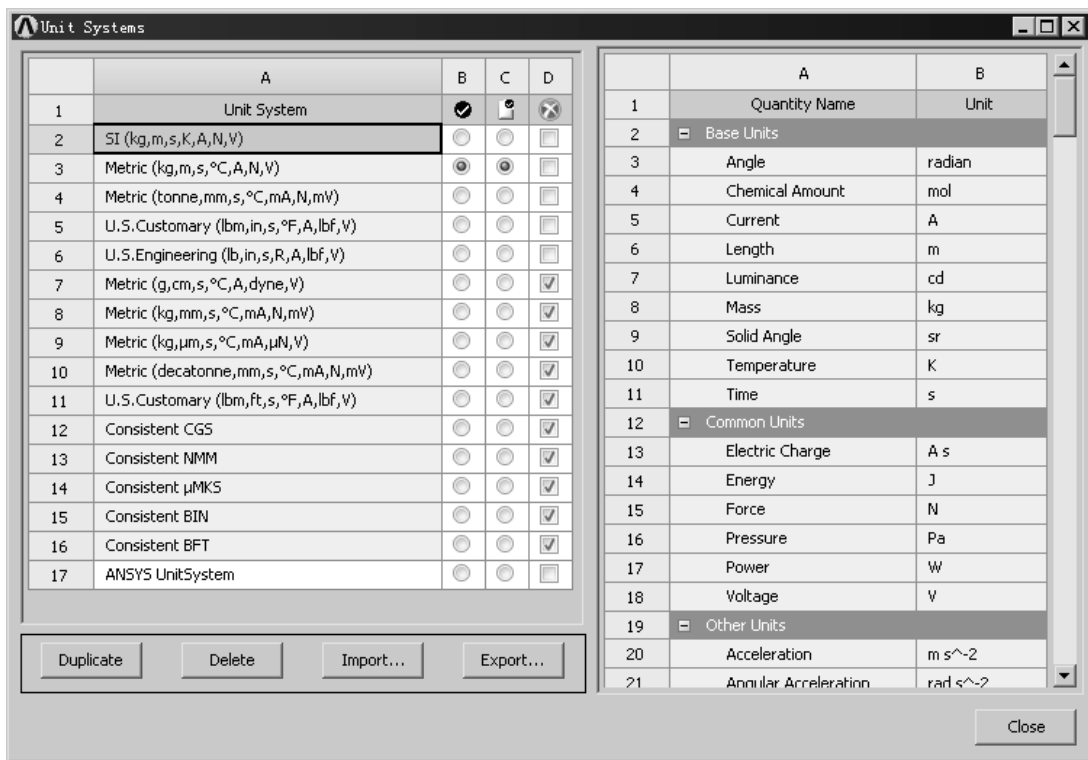 Unit Systems
A B C D
1 Unit System
2 SI (kg,m,s,K,A,N,V)
3 Metric (kg,m,s,°C,A,N,V)
4 Metric (tonne,mm,s,°C,mA,N,mV)
5 U.S.Customary (lbm,in,s,°F,A,lbf,V)
6 U.S.Engineering (lb,in,s,R,A,lbf,V)
7 Metric (g,cm,s,°C,A,dyne,V)
8 Metric (kg,mm,s,°C,mA,N,mV)
9 Metric (kg,µm,s,°C,mA,µN,V)
10 Metric (decatonne,mm,s,°C,mA,N,mV)
11 U.S.Customary (lbm,ft,s,°F,A,lbf,V)
12 Consistent CGS
13 Consistent NMM
14 Consistent µMKS
15 Consistent BIN
16 Consistent BFT
17 ANSYS UnitSystem
Duplicate Delete Import... Export...
A B
1 Quantity Name Unit
2 Base Units
3 Angle radian
4 Chemical Amount mol
5 Current A
6 Length m
7 Luminance cd
8 Mass kg
9 Solid Angle sr
10 Temperature K
11 Time s
12 Common Units
13 Electric Charge A s
14 Energy J
15 Force N
16 Pressure Pa
17 Power W
18 Voltage V
19 Other Units
20 Acceleration m s^-2
21 Angular Acceleration rad s^-2
Close